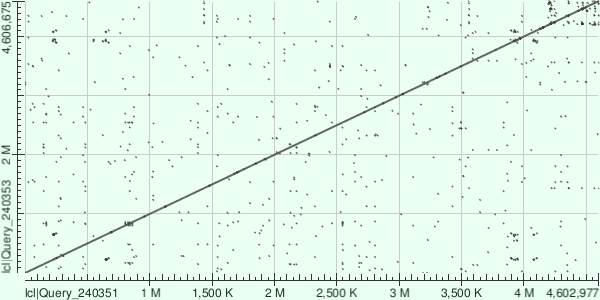 4,606,675
2 M
lcl|Query_240353
lcl|Query_240351
1 M
1,500 K
2 M
2,500 K
3 M
3,500 K
4 M
4,602,977